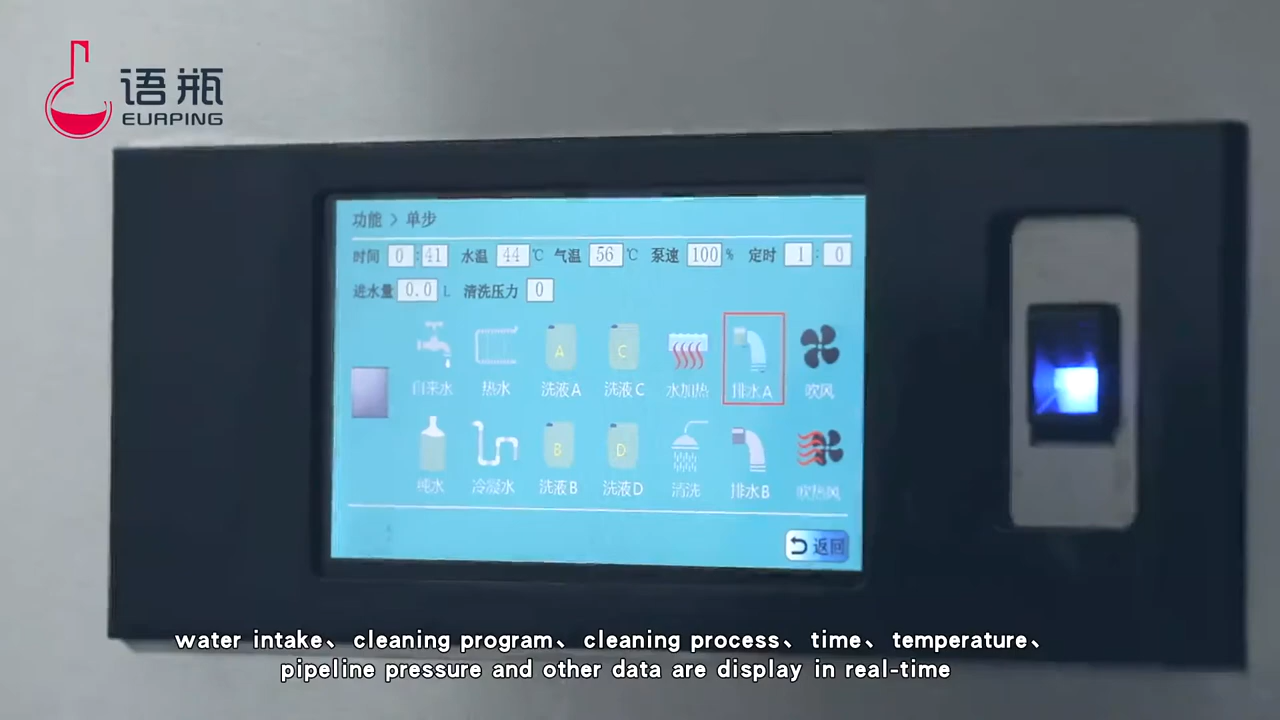 语瓶
EURPING
功能 > 单步
时间 0 : 41 水温 44 ℃ 气温 56 ℃ 泵速 100 % 定时 1 : 0
进水量 0.0 L 清洗压力 0
A C
自来水 热水 洗液A 洗液C 水加热 排水A 吹风
B D
纯水 冷凝水 洗液B 洗液D 清洗 排水B 吹热风
返回
water intake、cleaning program、cleaning process、time、temperature、
pipeline pressure and other data are display in real-time